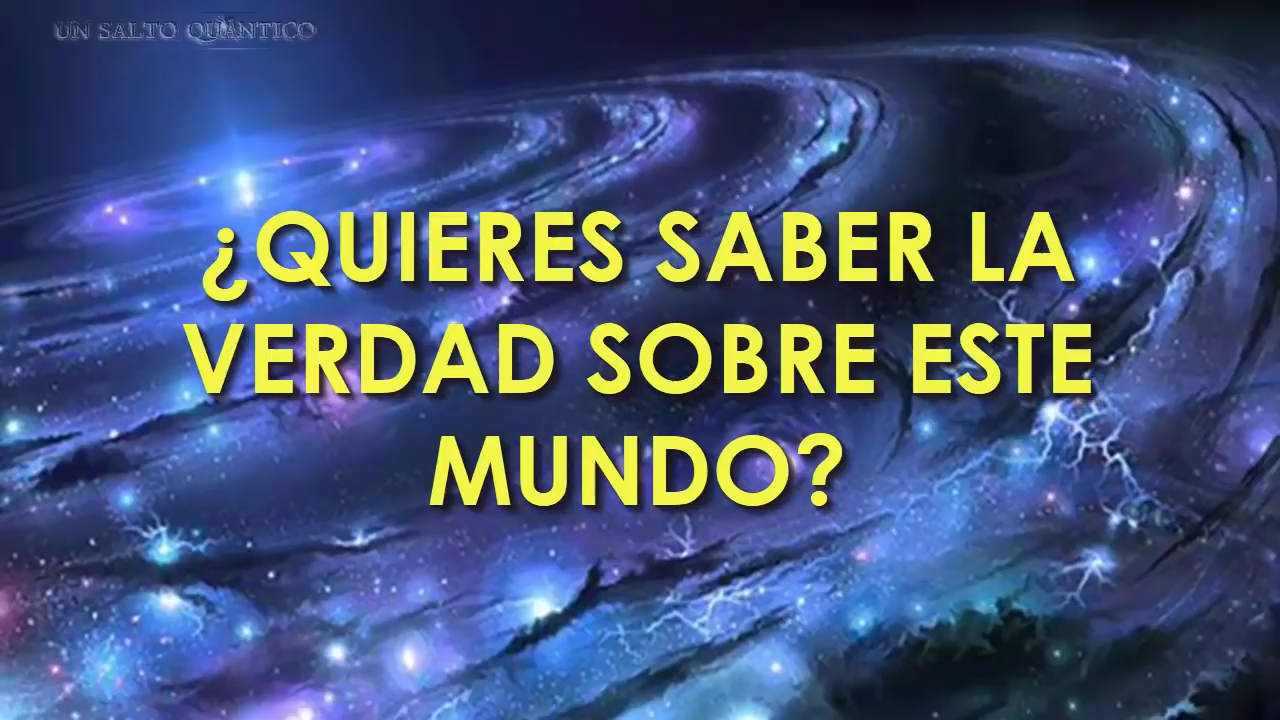 UN SALTO QUÁNTICO
¿QUIERES SABER LA
VERDAD SOBRE ESTE
MUNDO?